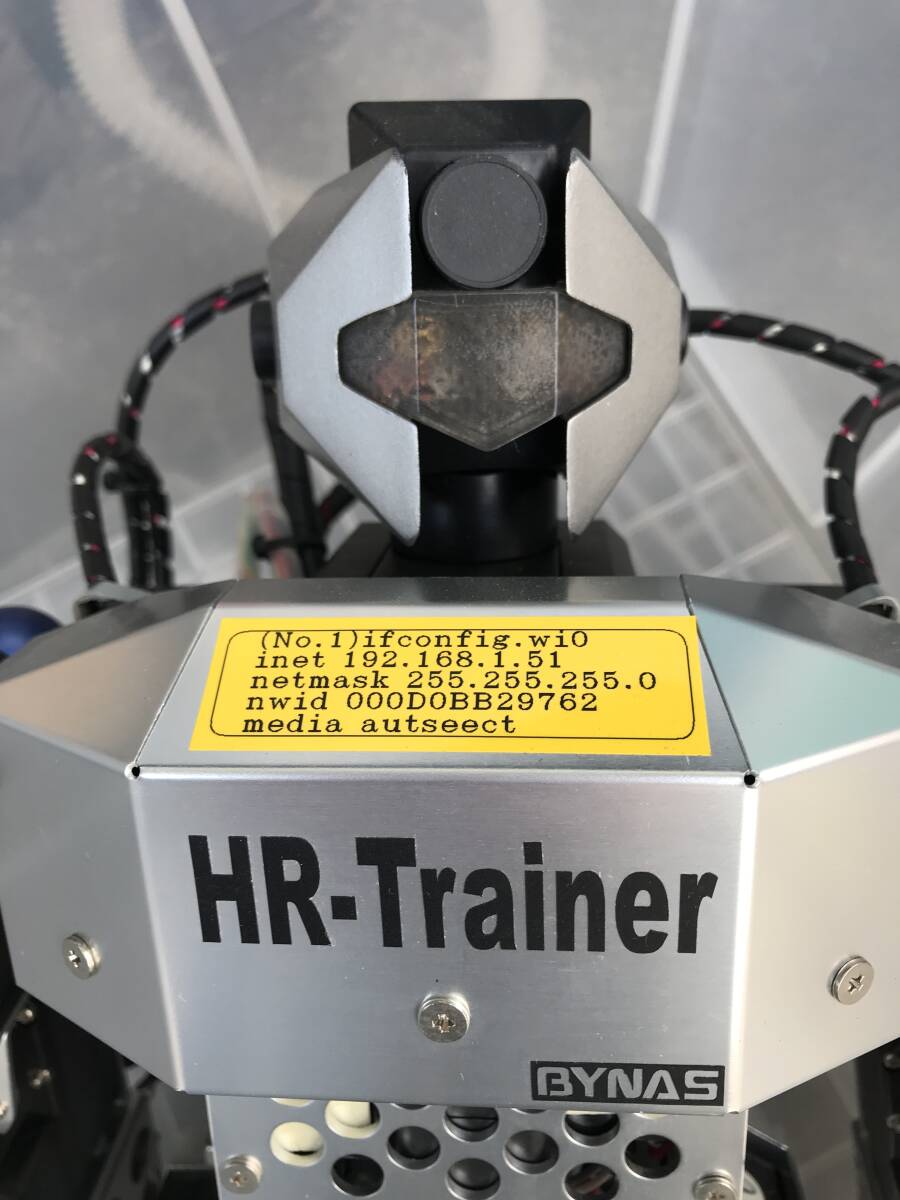 (No.1)ifconfig.wi0
inet 192.168.1.51
netmask 255.255.255.0
nwid 000D0BB29762
media autseect
HR-Trainer
BYNAS